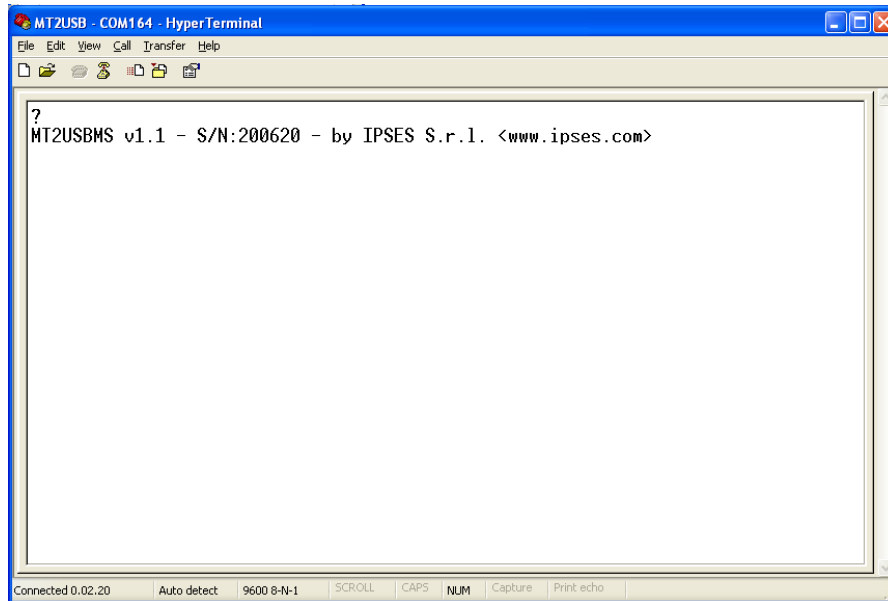 MT2USB - COM164 - HyperTerminal
File Edit View Call Transfer Help
?
MT2USBMS v1.1 - S/N:200620 - by IPSES S.r.l. <www.ipses.com>
Connected 0.02.20 Auto detect 9600 8-N-1 SCROLL CAPS NUM Capture Print echo